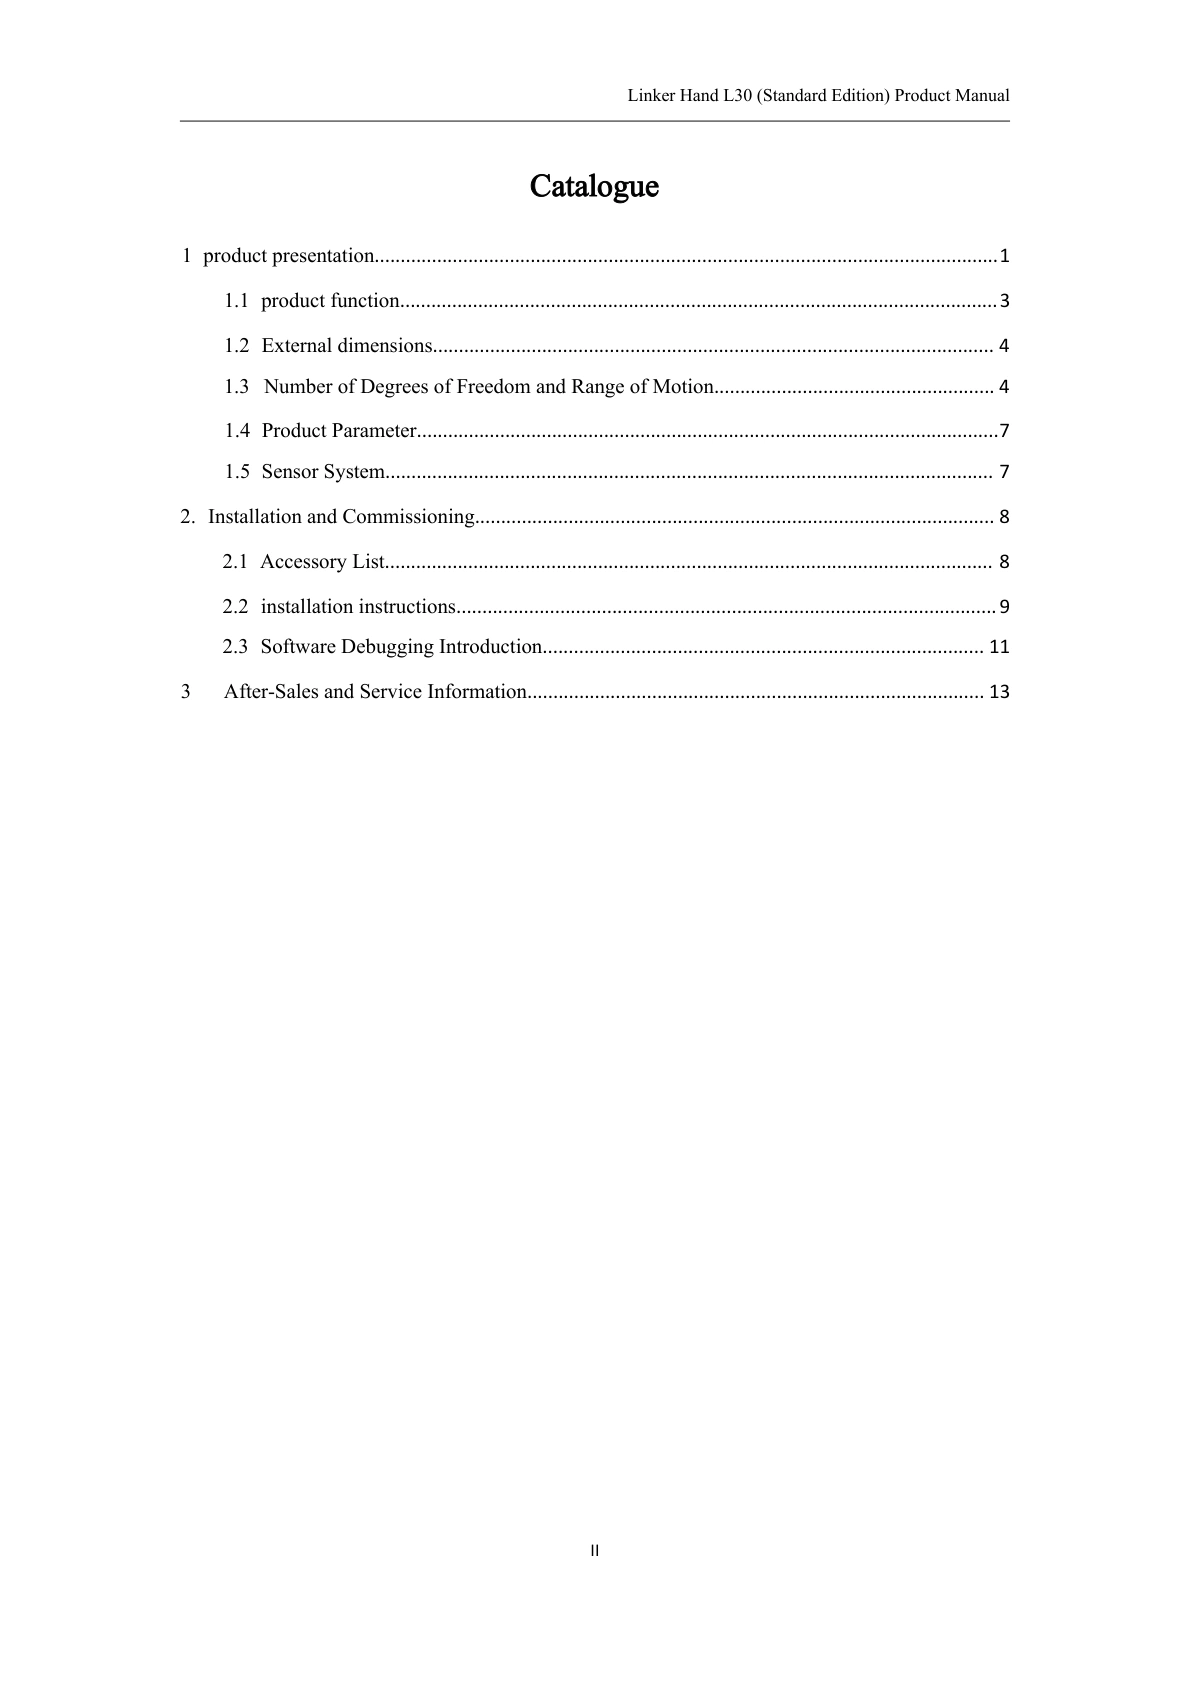 Linker Hand L30 (Standard Edition) Product Manual
Catalogue
1 product presentation........................................................................................................................1
1.1 product function...................................................................................................................3
1.2 External dimensions............................................................................................................ 4
1.3 Number of Degrees of Freedom and Range of Motion...................................................... 4
1.4 Product Parameter................................................................................................................7
1.5 Sensor System..................................................................................................................... 7
2. Installation and Commissioning.................................................................................................... 8
2.1 Accessory List..................................................................................................................... 8
2.2 installation instructions........................................................................................................9
2.3 Software Debugging Introduction..................................................................................... 11
3 After-Sales and Service Information........................................................................................ 13
II